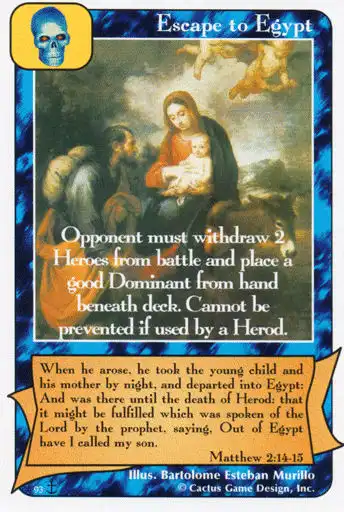 Escape to Egypt
Opponent must withdraw 2
Heroes from battle and place a
good Dominant from hand
beneath deck. Cannot be
prevented if used by a Herod.
When he arose, he took the young child and
his mother by night, and departed into Egypt:
And was there until the death of Herod: that
it might be fulfilled which was spoken of the
Lord by the prophet, saying, Out of Egypt
have I called my son.
Matthew 2:14-15
Illus. Bartolome Esteban Murillo
93
© Cactus Game Design, Inc.